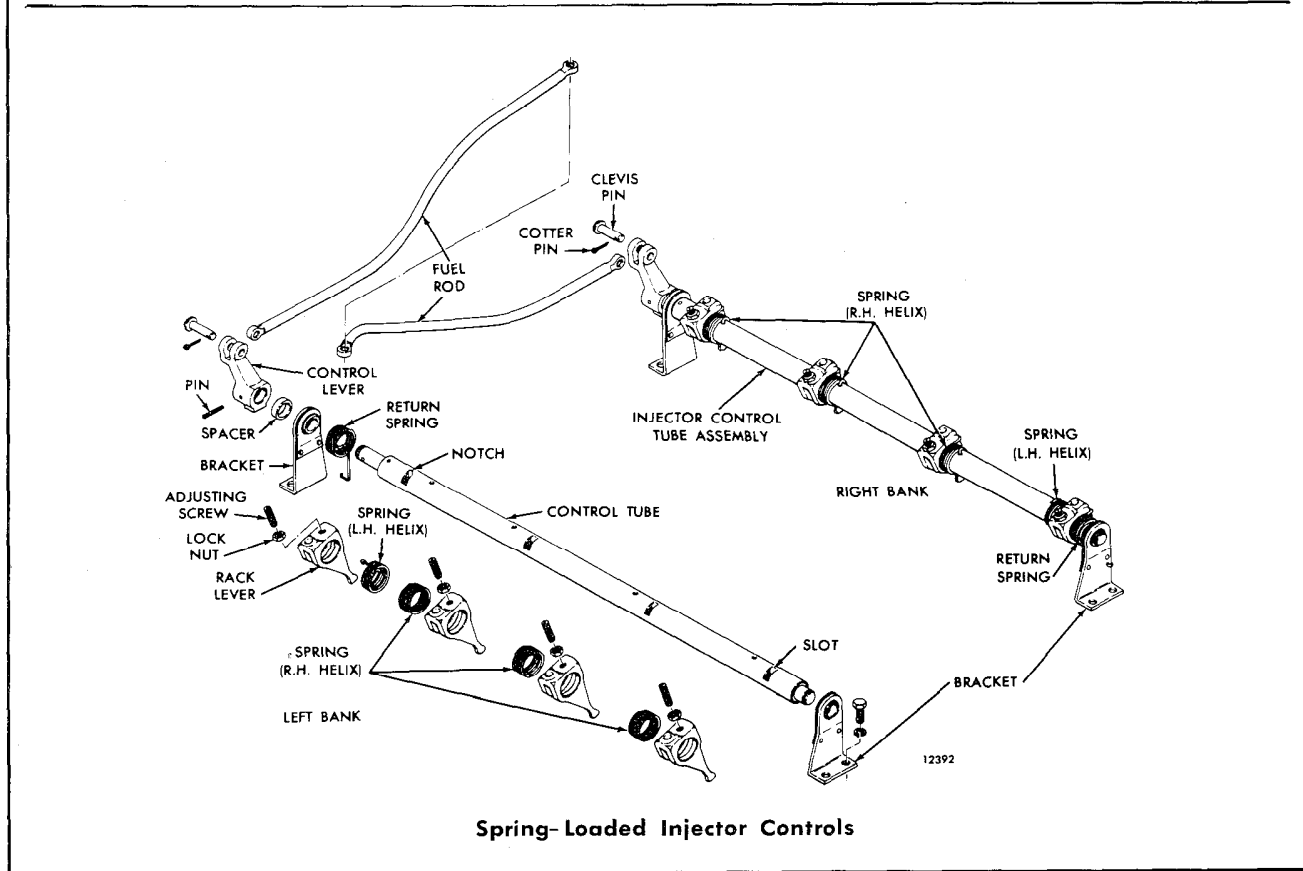 CLEVIS
PIN
COTTER
PIN
FUEL
ROD
SPRING
(R.H. HELIX)
CONTROL
LEVER
PIN
SPACER
RETURN
SPRING
INJECTOR CONTROL
TUBE ASSEMBLY
SPRING
(L.H. HELIX)
BRACKET
NOTCH
RIGHT BANK
ADJUSTING
SCREW
SPRING
(L.H. HELIX)
CONTROL TUBE
LOCK
NUT
RETURN
SPRING
RACK
LEVER
SLOT
SPRING
(R.H. HELIX)
BRACKET
LEFT BANK
12392
Spring-Loaded Injector Controls